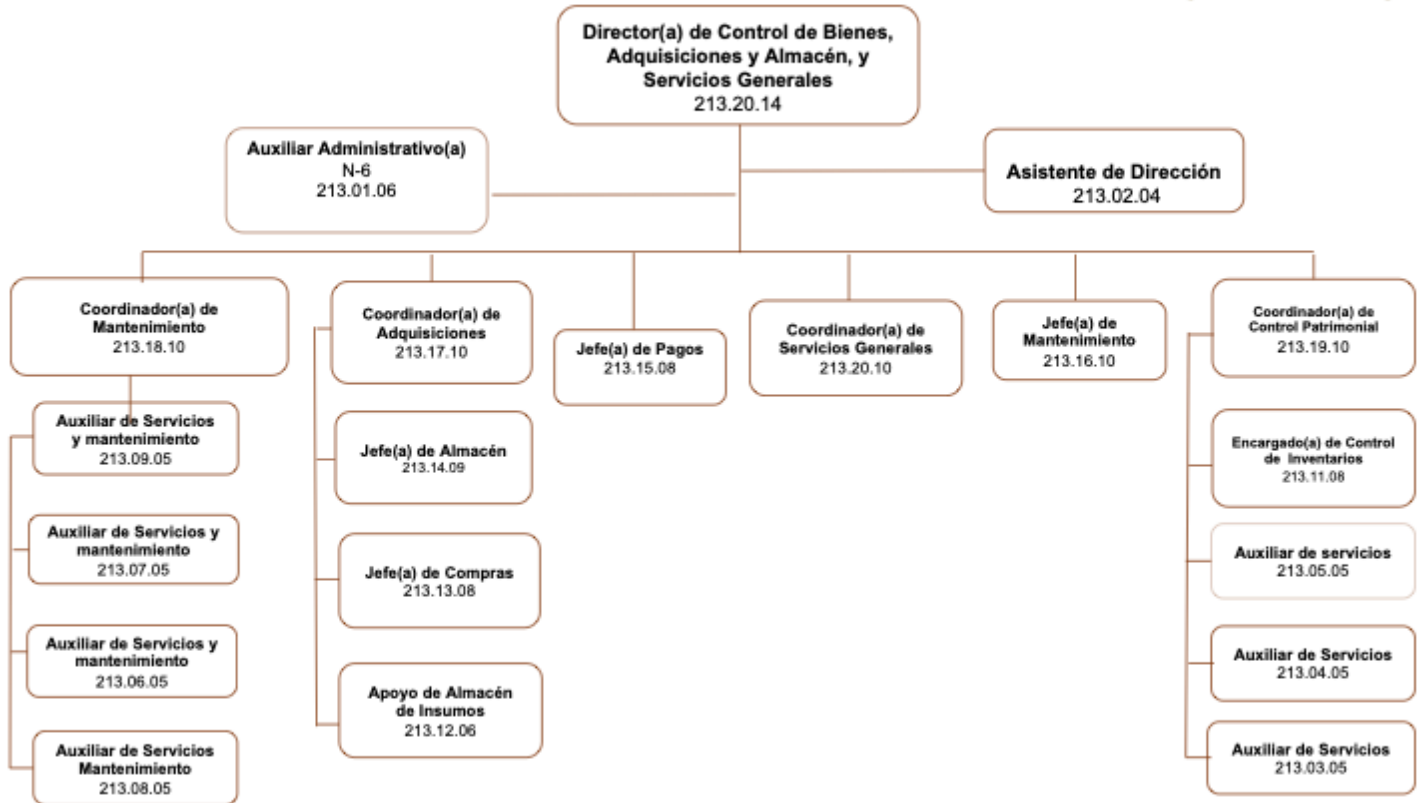 Director(a) de Control de Bienes,
Adquisiciones y Almacén, y
Servicios Generales
213.20.14
Auxiliar Administrativo(a)
N-6
213.01.06
Asistente de Dirección
213.02.04
Coordinador(a) de
Mantenimiento
213.18.10
Auxiliar de Servicios
y mantenimiento
213.09.05
Auxiliar de Servicios y
mantenimiento
213.07.05
Auxiliar de Servicios y
mantenimiento
213.06.05
Auxiliar de Servicios
Mantenimiento
213.08.05
Coordinador(a) de
Adquisiciones
213.17.10
Jefe(a) de Almacén
213.14.09
Jefe(a) de Compras
213.13.08
Apoyo de Almacén
de Insumos
213.12.06
Jefe(a) de Pagos
213.15.08
Coordinador(a) de
Servicios Generales
213.20.10
Jefe(a) de
Mantenimiento
213.16.10
Coordinador(a) de
Control Patrimonial
213.19.10
Encargado(a) de Control
de Inventarios
213.11.08
Auxiliar de servicios
213.05.05
Auxiliar de Servicios
213.04.05
Auxiliar de Servicios
213.03.05